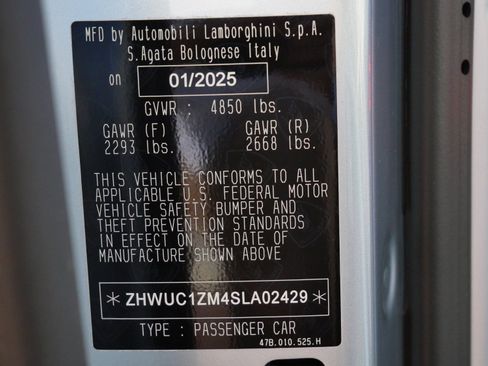 MFD by Automobili Lamborghini S.p.A.
S.Agata Bolognese Italy
on 01/2025
GVWR : 4850 lbs.
GAWR (F) GAWR (R)
2293 lbs. 2668 lbs.
THIS VEHICLE CONFORMS TO ALL
APPLICABLE U.S. FEDERAL MOTOR
VEHICLE SAFETY BUMPER AND
THEFT PREVENTION STANDARDS
IN EFFECT ON THE DATE OF
MANUFACTURE SHOWN ABOVE
*ZHWUC1ZM4SLA02429*
TYPE : PASSENGER CAR
47B.010.525.H